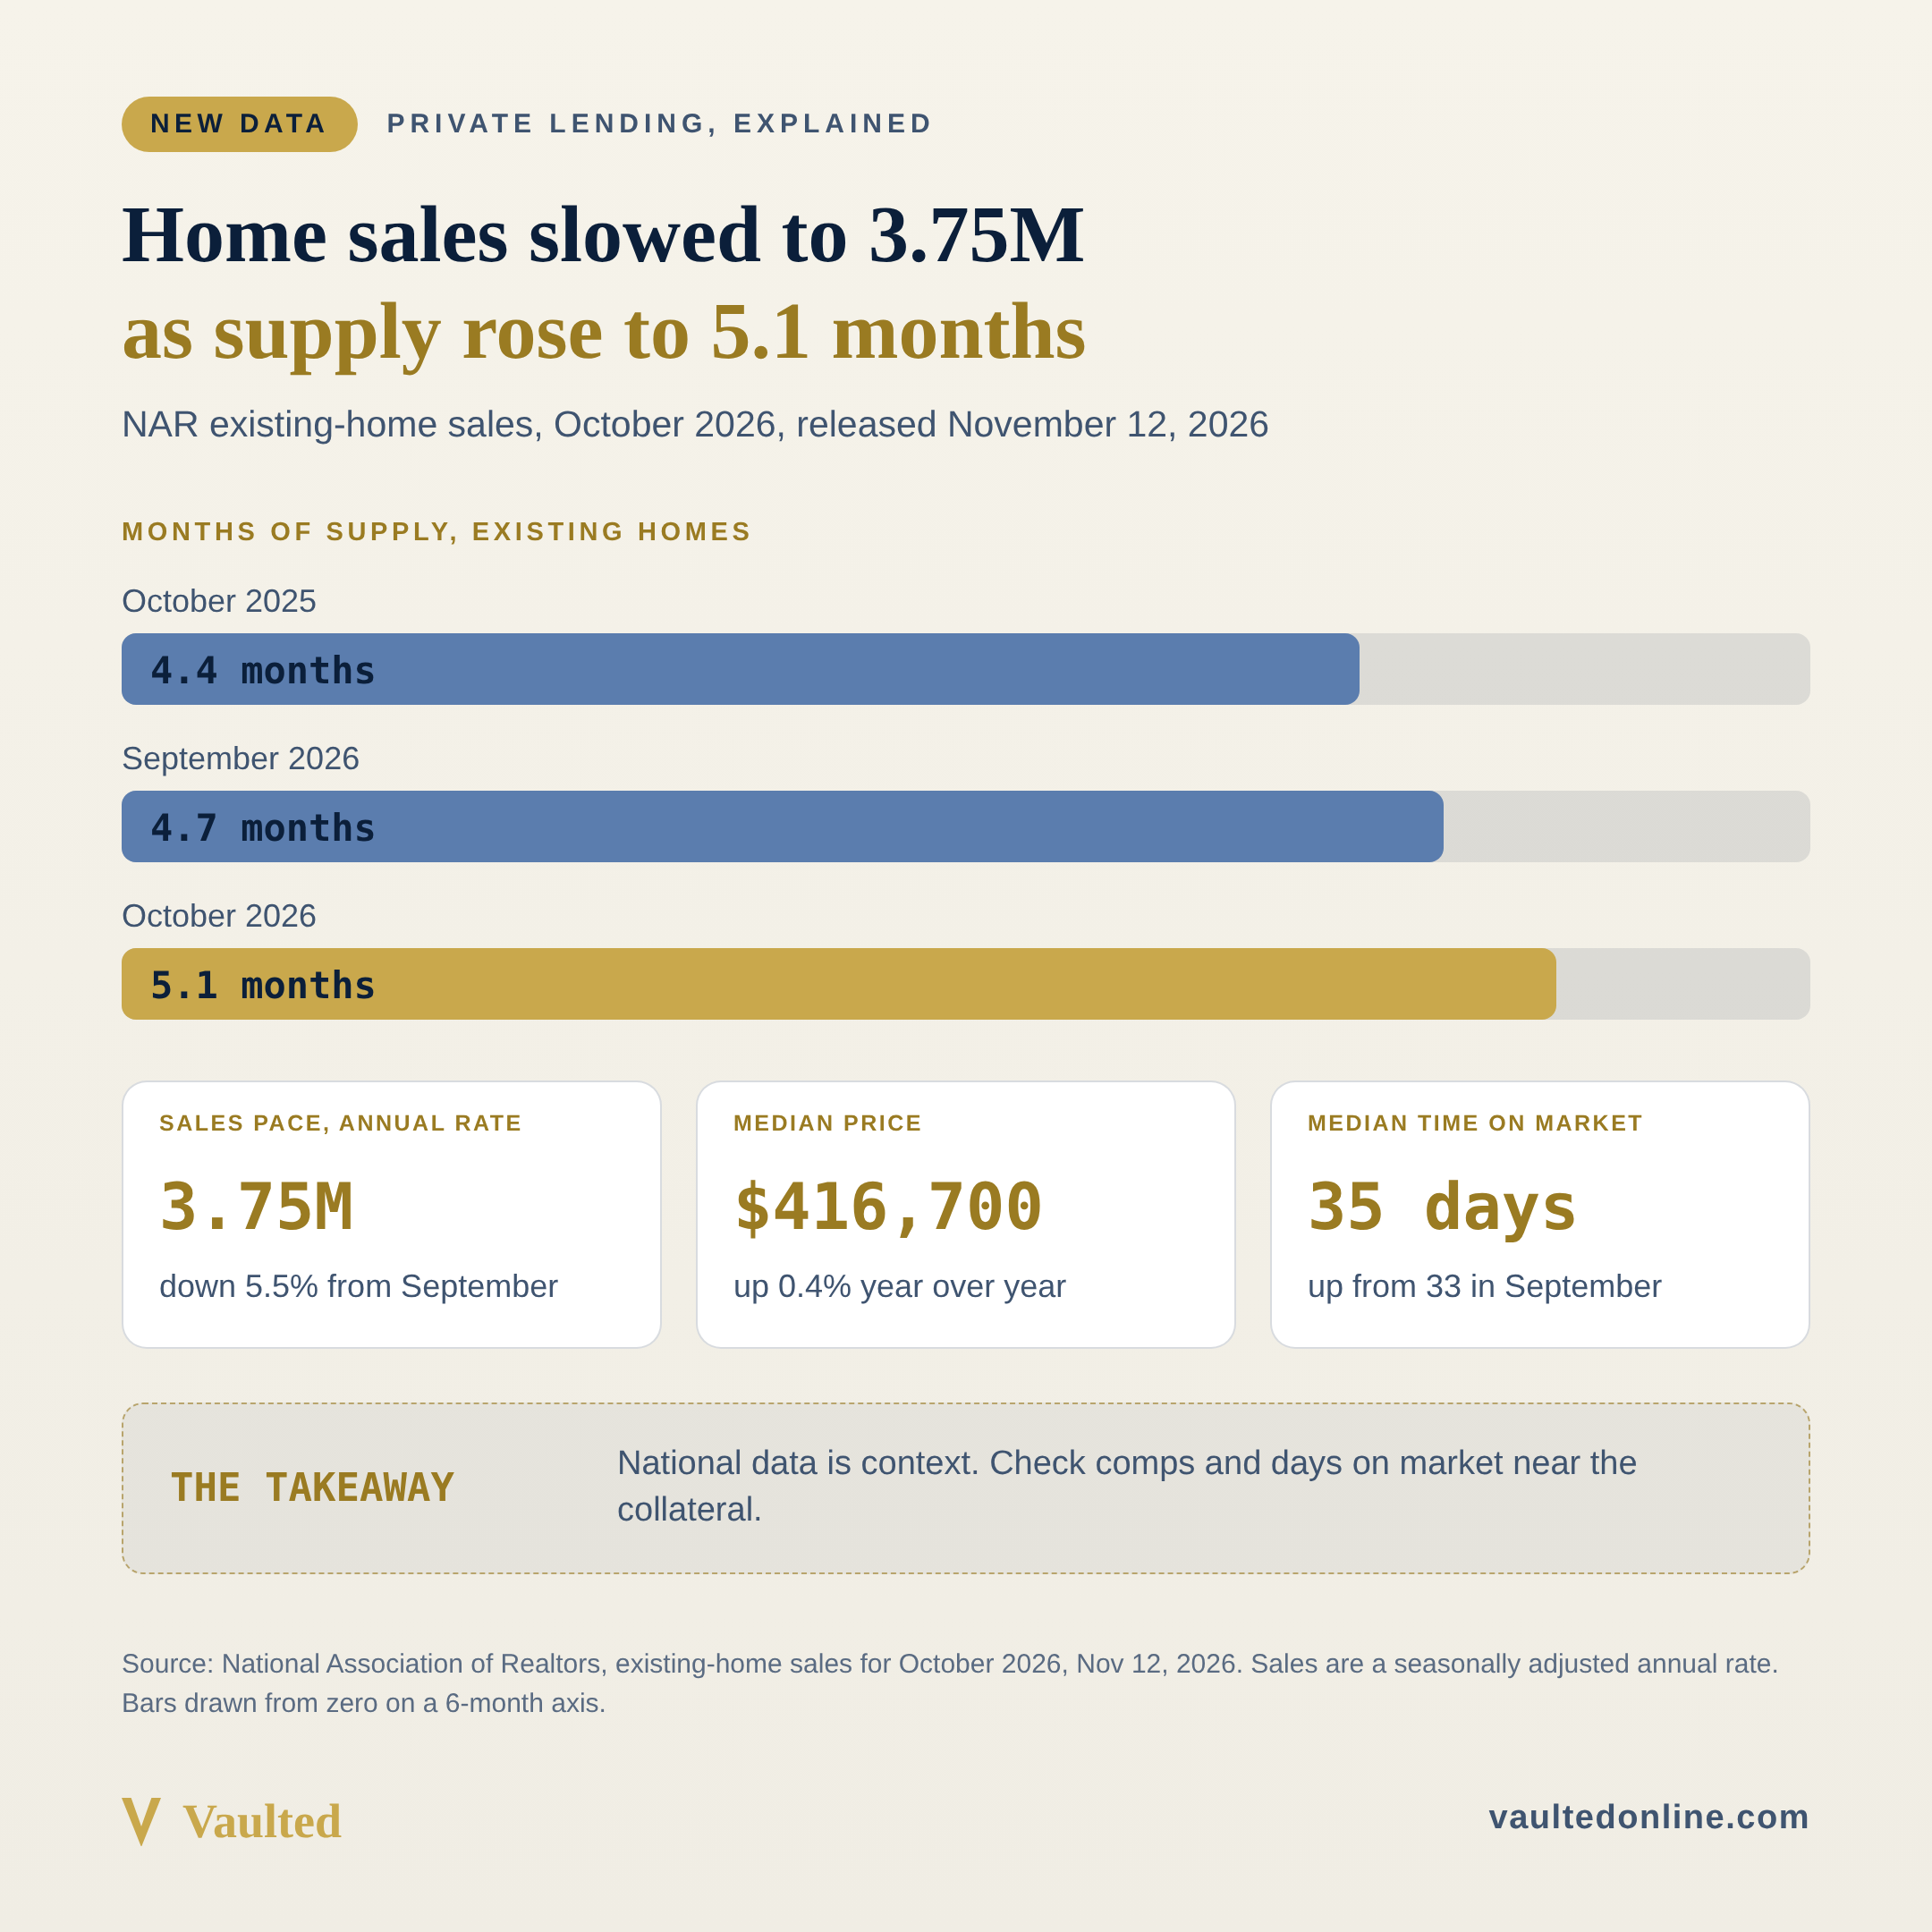 NEW DATA PRIVATE LENDING, EXPLAINED
Home sales slowed to 3.75M
as supply rose to 5.1 months
NAR existing-home sales, October 2026, released November 12, 2026
MONTHS OF SUPPLY, EXISTING HOMES
October 2025
4.4 months
September 2026
4.7 months
October 2026
5.1 months
SALES PACE, ANNUAL RATE
3.75M
down 5.5% from September
MEDIAN PRICE
$416,700
up 0.4% year over year
MEDIAN TIME ON MARKET
35 days
up from 33 in September
THE TAKEAWAY
National data is context. Check comps and days on market near the
collateral.
Source: National Association of Realtors, existing-home sales for October 2026, Nov 12, 2026. Sales are a seasonally adjusted annual rate.
Bars drawn from zero on a 6-month axis.
Vaulted
vaultedonline.com